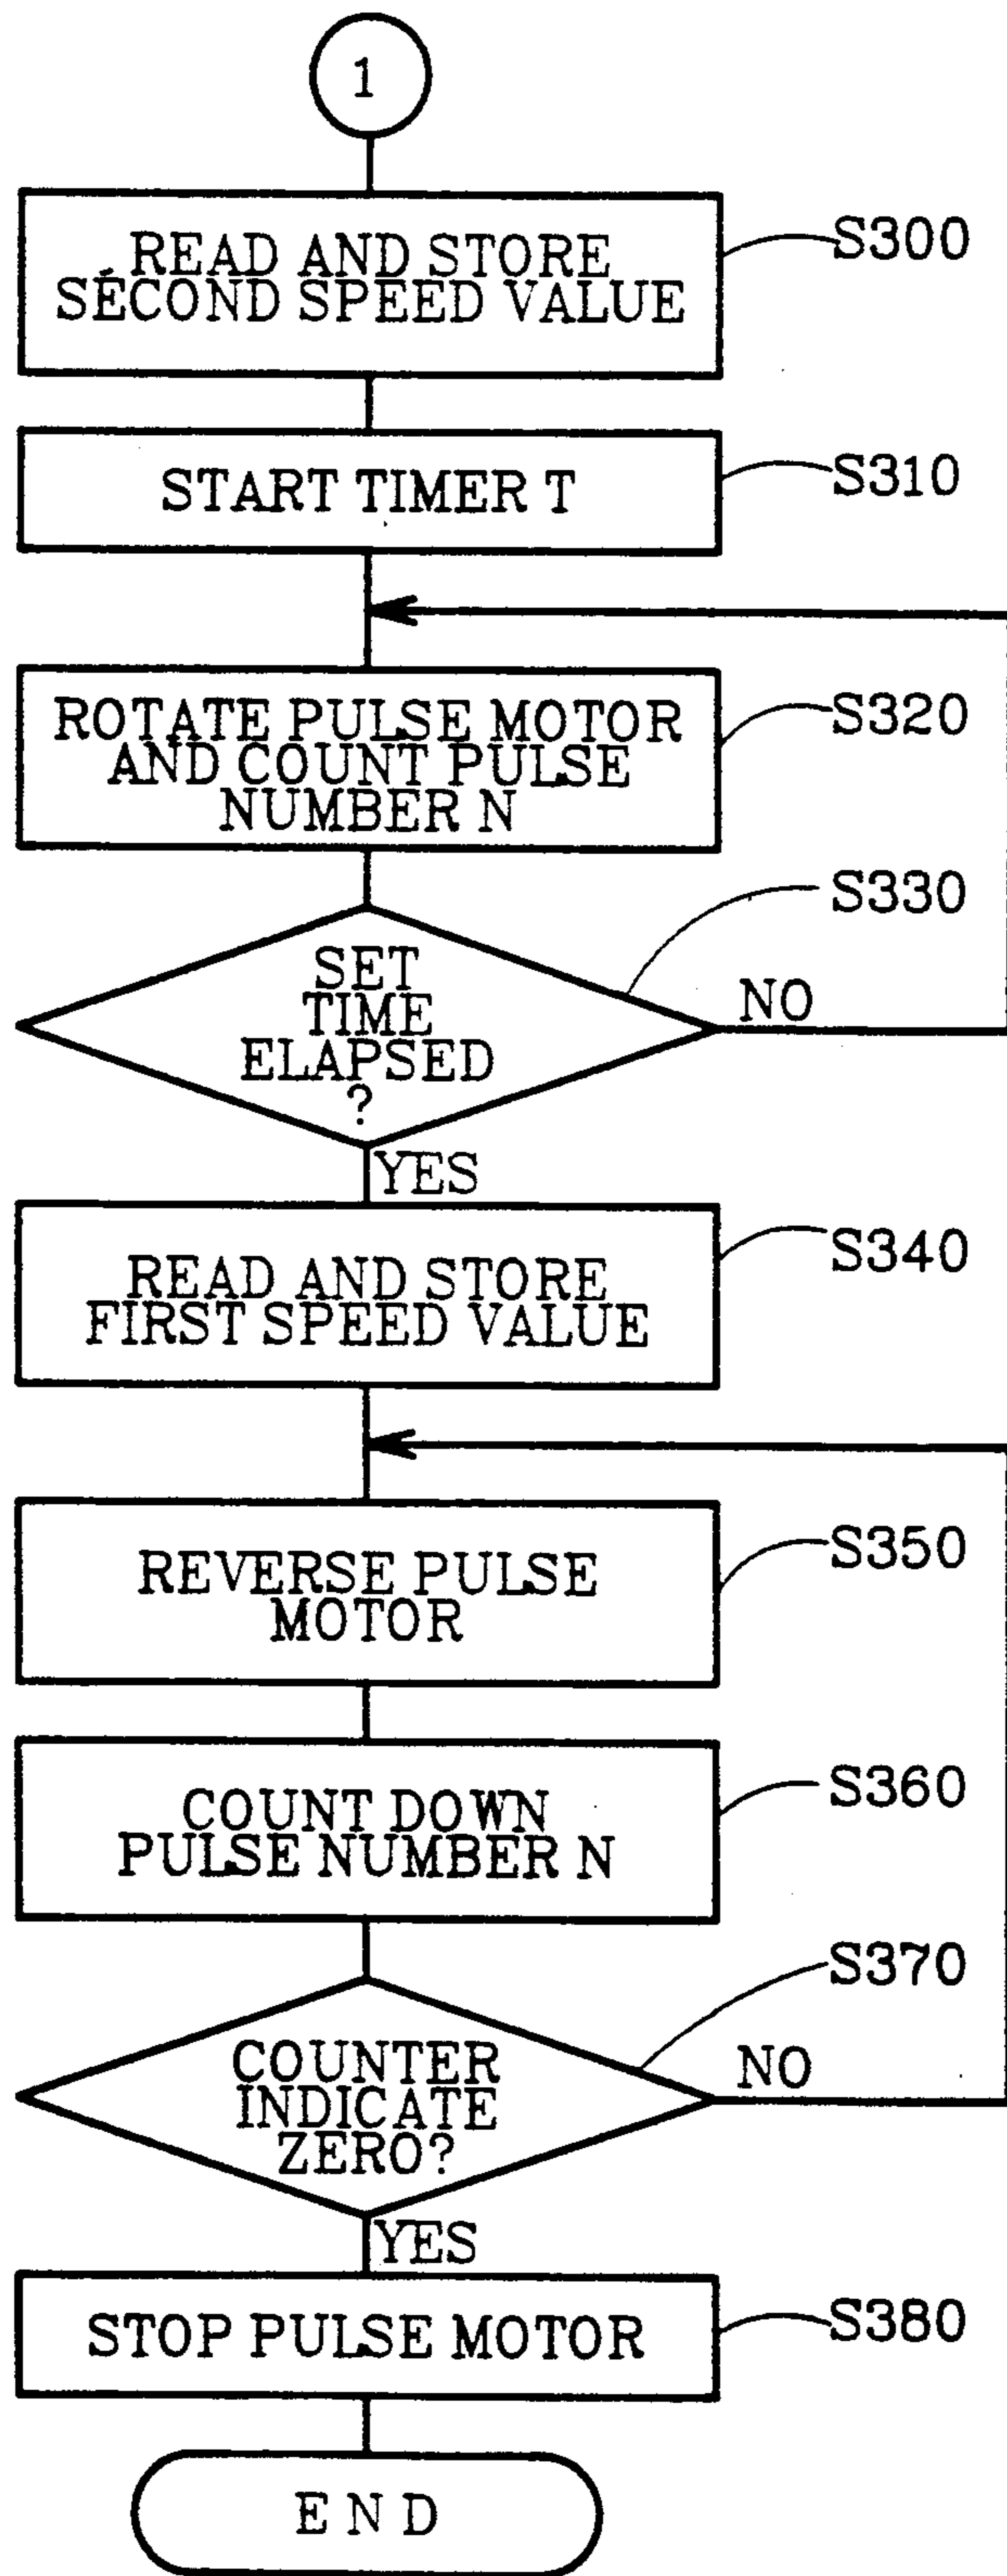 1
READ AND STORE
SECOND SPEED VALUE
S300
START TIMER T
S310
ROTATE PULSE MOTOR
AND COUNT PULSE
NUMBER N
S320
SET
TIME
ELAPSED
?
S330
NO
YES
READ AND STORE
FIRST SPEED VALUE
S340
REVERSE PULSE
MOTOR
S350
COUNT DOWN
PULSE NUMBER N
S360
COUNTER
INDICATE
ZERO?
S370
NO
YES
STOP PULSE MOTOR
S380
END